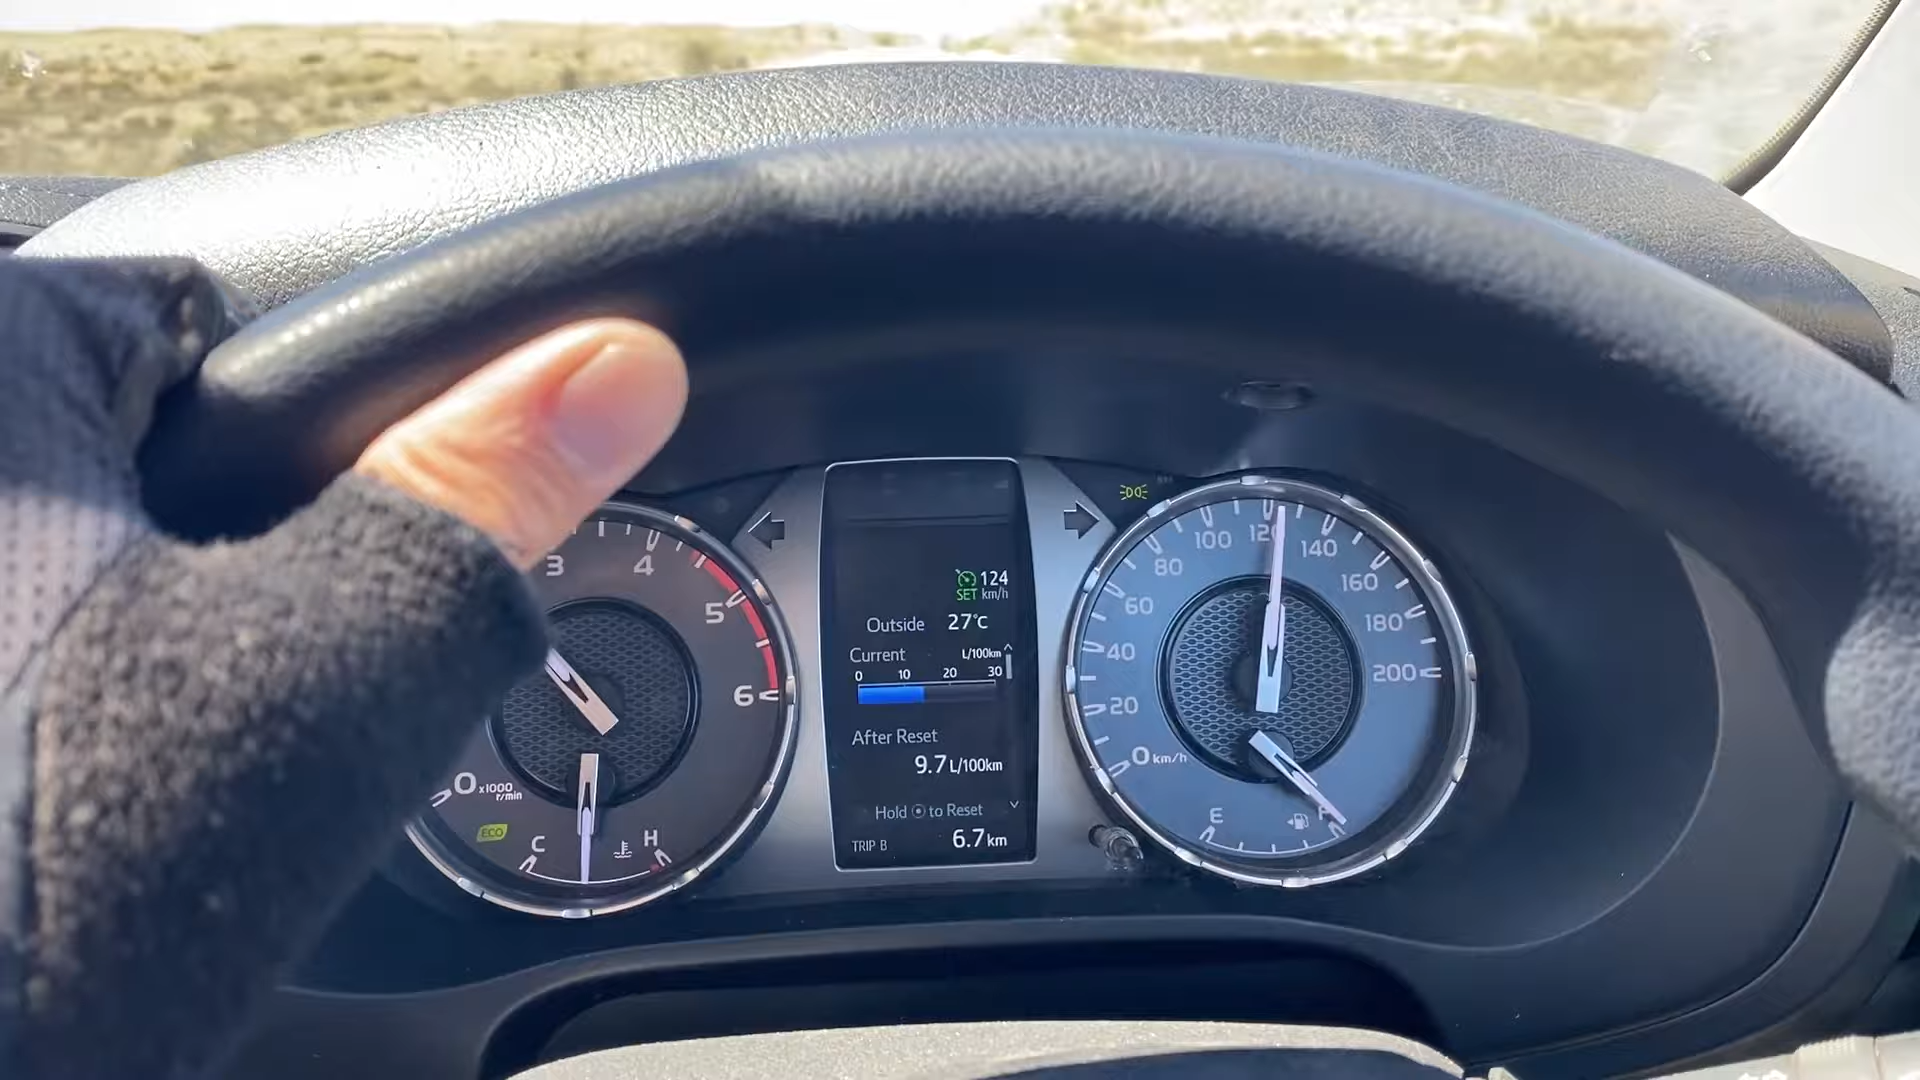 3
4
5
6
0 x1000
r/min
ECO
C
H
124
SET km/h
Outside 27°C
Current L/100km
0 10 20 30
After Reset
9.7 L/100km
Hold to Reset
TRIP B 6.7 km
0 km/h
20
40
60
80
100
120
140
160
180
200
E
F